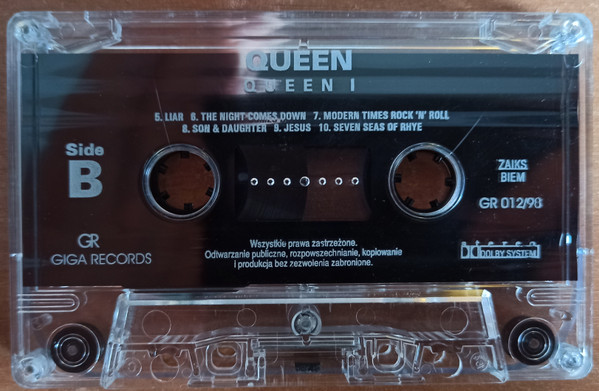 QUEEN
QUEEN I
5. LIAR 6. THE NIGHT COMES DOWN 7. MODERN TIMES ROCK 'N' ROLL
8. SON & DAUGHTER 9. JESUS 10. SEVEN SEAS OF RHYE
Side
B
ZAIKS
BIEM
GR 012/98
GR
GIGA RECORDS
Wszystkie prawa zastrzeżone.
Odtwarzanie publiczne, rozpowszechnianie, kopiowanie
i produkcja bez zezwolenia zabronione.
stereo
DOLBY SYSTEM